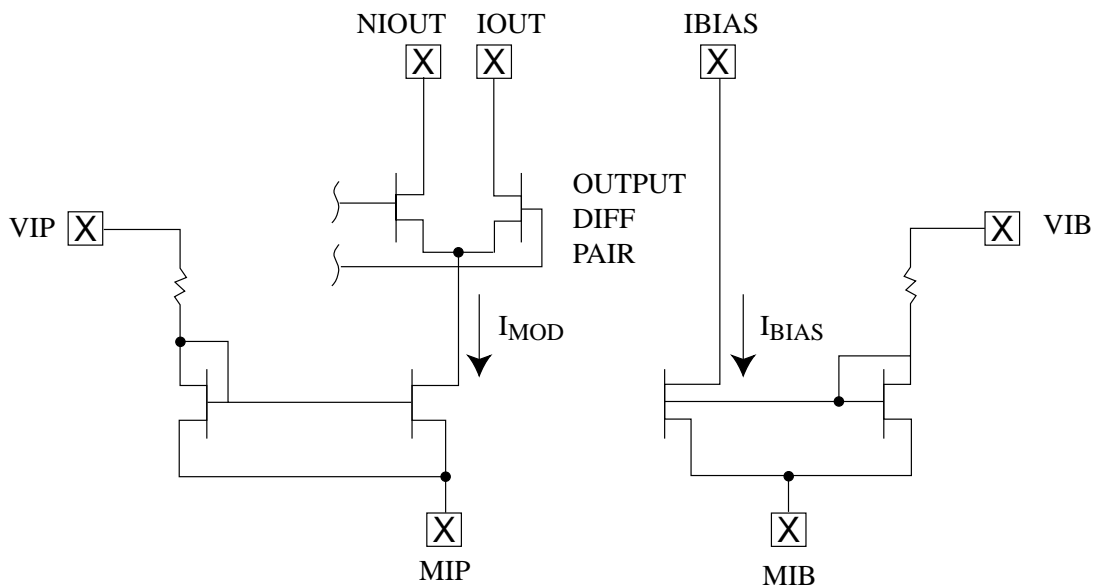 NIOUT IOUT IBIAS
X X X
OUTPUT
DIFF
PAIR
VIP X
X VIB
IMOD
IBIAS
X X
MIP MIB